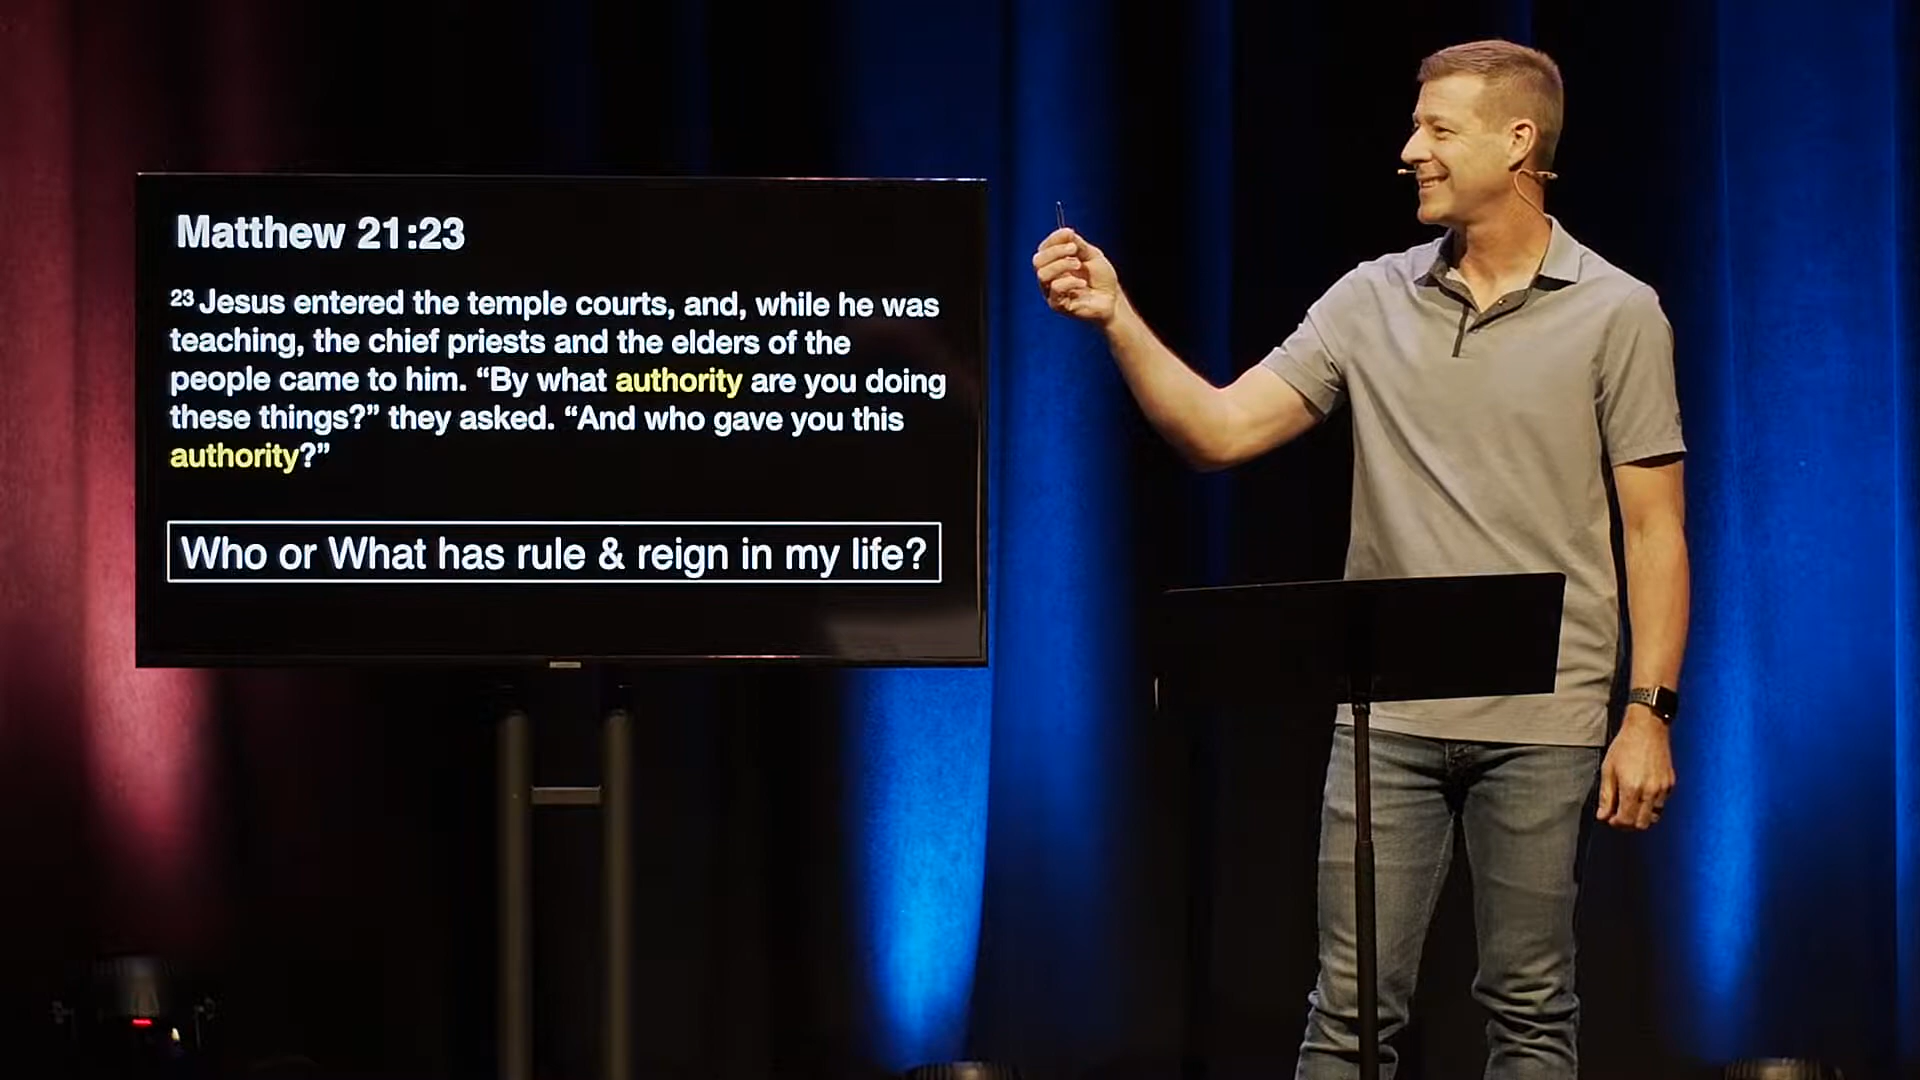 Matthew 21:23
23 Jesus entered the temple courts, and, while he was
teaching, the chief priests and the elders of the
people came to him. “By what authority are you doing
these things?” they asked. “And who gave you this
authority?”
Who or What has rule & reign in my life?